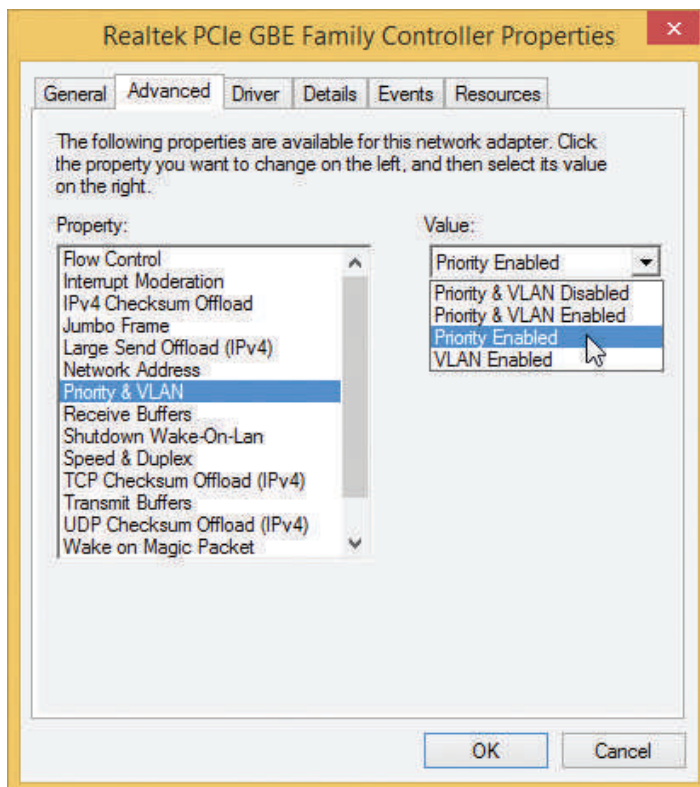 Realtek PCIe GBE Family Controller Properties
General Advanced Driver Details Events Resources
The following properties are available for this network adapter. Click
the property you want to change on the left, and then select its value
on the right.
Property:
Flow Control
Interrupt Moderation
IPv4 Checksum Offload
Jumbo Frame
Large Send Offload (IPv4)
Network Address
Priority & VLAN
Receive Buffers
Shutdown Wake-On-Lan
Speed & Duplex
TCP Checksum Offload (IPv4)
Transmit Buffers
UDP Checksum Offload (IPv4)
Wake on Magic Packet
Value:
Priority Enabled
Priority & VLAN Disabled
Priority & VLAN Enabled
Priority Enabled
VLAN Enabled
OK Cancel